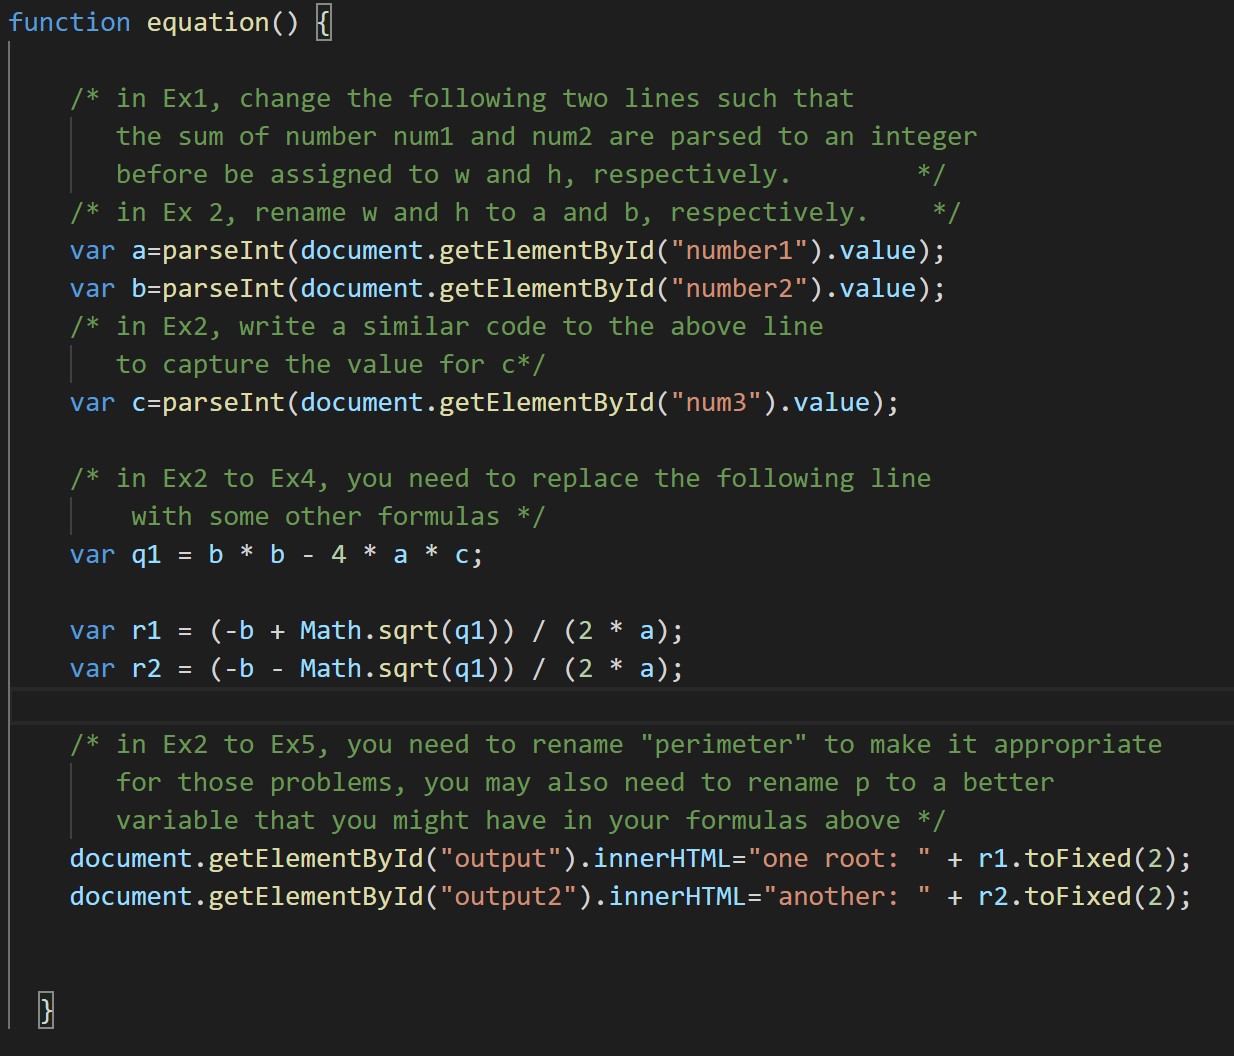 function equation() {
/* in Ex1, change the following two lines such that
the sum of number num1 and num2 are parsed to an integer
before be assigned to w and h, respectively.        */
/* in Ex 2, rename w and h to a and b, respectively.    */
var a=parseInt(document.getElementById("number1").value);
var b=parseInt(document.getElementById("number2").value);
/* in Ex2, write a similar code to the above line
to capture the value for c*/
var c=parseInt(document.getElementById("num3").value);
/* in Ex2 to Ex4, you need to replace the following line
with some other formulas */
var q1 = b * b - 4 * a * c;
var r1 = (-b + Math.sqrt(q1)) / (2 * a);
var r2 = (-b - Math.sqrt(q1)) / (2 * a);
/* in Ex2 to Ex5, you need to rename "perimeter" to make it appropriate
for those problems, you may also need to rename p to a better
variable that you might have in your formulas above */
document.getElementById("output").innerHTML="one root: " + r1.toFixed(2);
document.getElementById("output2").innerHTML="another: " + r2.toFixed(2);
}